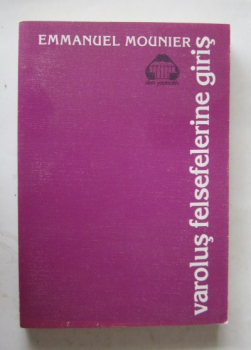 EMMANUEL MOUNIER
varoluş felsefelerine giriş